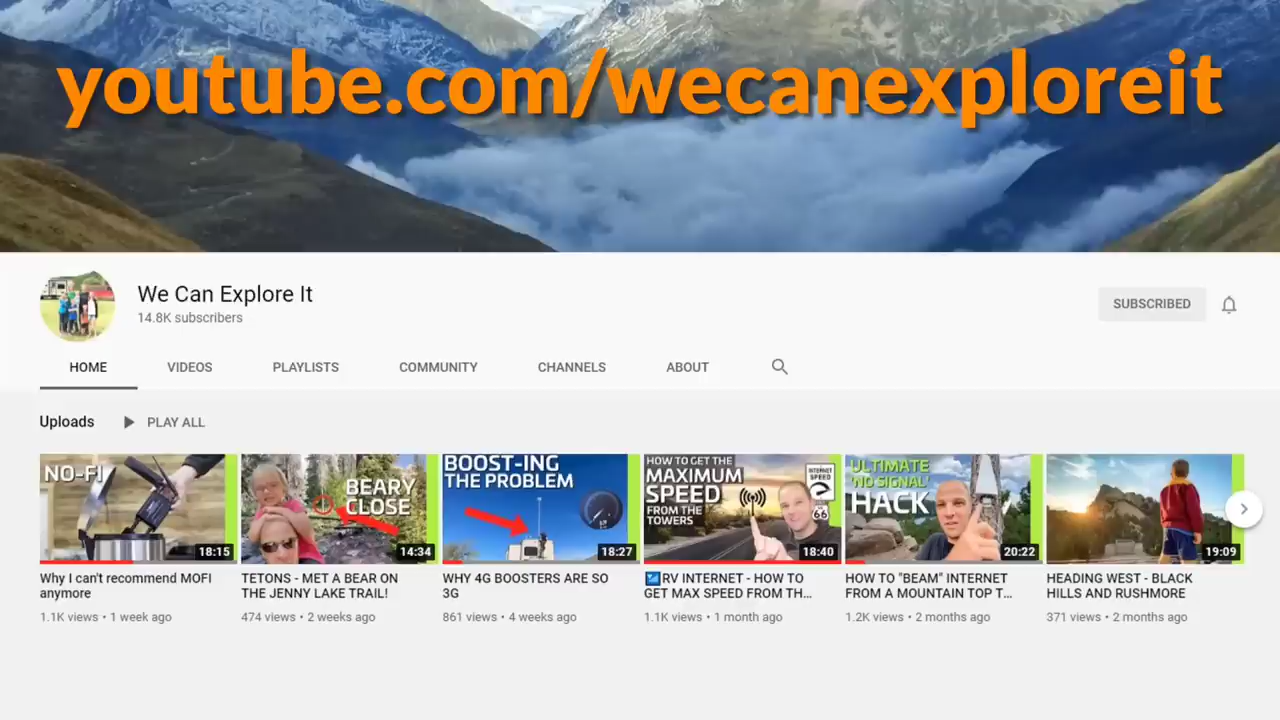 youtube.com/wecanexploreit
We Can Explore It
14.8K subscribers
SUBSCRIBED
HOME
VIDEOS
PLAYLISTS
COMMUNITY
CHANNELS
ABOUT
Uploads
PLAY ALL
NO-FI
18:15
Why I can't recommend MOFI
anymore
1.1K views • 1 week ago
BEARY
CLOSE
14:34
TETONS - MET A BEAR ON
THE JENNY LAKE TRAIL!
474 views • 2 weeks ago
BOOST-ING
THE PROBLEM
18:27
WHY 4G BOOSTERS ARE SO
3G
861 views • 4 weeks ago
HOW TO GET THE
MAXIMUM
SPEED
FROM THE
TOWERS
INTERNET
SPEED
66
18:40
RV INTERNET - HOW TO
GET MAX SPEED FROM TH...
1.1K views • 1 month ago
ULTIMATE
'NO SIGNAL'
HACK
20:22
HOW TO "BEAM" INTERNET
FROM A MOUNTAIN TOP T...
1.2K views • 2 months ago
19:09
HEADING WEST - BLACK
HILLS AND RUSHMORE
371 views • 2 months ago